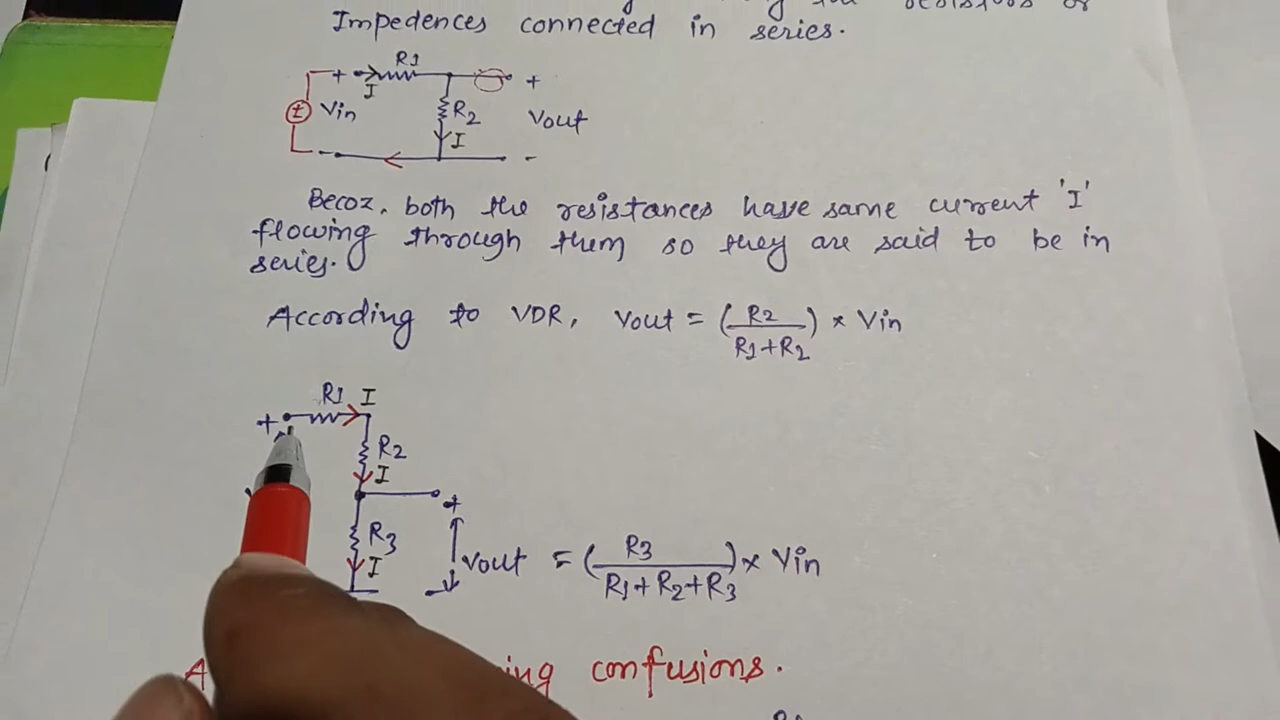 Impedences connected in series.
R1
+ I
± Vin R2 Vout +
I
- -
Becoz, both the resistances have same current 'I'
flowing through them so they are said to be in
series.
According to VDR, Vout = (R2/R1+R2) × Vin
R1 I
+
R2
I
+
R3
I
Vout = (R3/R1+R2+R3) × Vin
-
confusions.